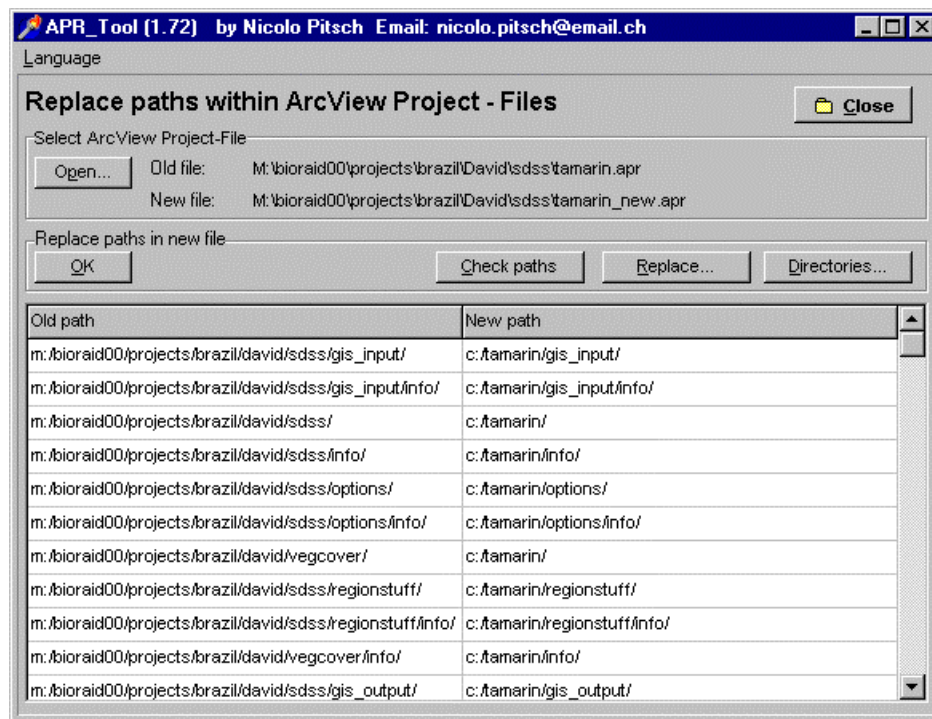 APR_Tool (1.72) by Nicolo Pitsch Email: nicolo.pitsch@email.ch
Language
Replace paths within ArcView Project - Files
Close
Select ArcView Project-File
Open...
Old file: M:\bioraid00\projects\brazil\David\sdss\tamarin.apr
New file: M:\bioraid00\projects\brazil\David\sdss\tamarin_new.apr
Replace paths in new file
OK Check paths Replace... Directories...
Old path New path
m:/bioraid00/projects/brazil/david/sdss/gis_input/ c:/tamarin/gis_input/
m:/bioraid00/projects/brazil/david/sdss/gis_input/info/ c:/tamarin/gis_input/info/
m:/bioraid00/projects/brazil/david/sdss/ c:/tamarin/
m:/bioraid00/projects/brazil/david/sdss/info/ c:/tamarin/info/
m:/bioraid00/projects/brazil/david/sdss/options/ c:/tamarin/options/
m:/bioraid00/projects/brazil/david/sdss/options/info/ c:/tamarin/options/info/
m:/bioraid00/projects/brazil/david/vegcover/ c:/tamarin/
m:/bioraid00/projects/brazil/david/sdss/regionstuff/ c:/tamarin/regionstuff/
m:/bioraid00/projects/brazil/david/sdss/regionstuff/info/ c:/tamarin/regionstuff/info/
m:/bioraid00/projects/brazil/david/vegcover/info/ c:/tamarin/info/
m:/bioraid00/projects/brazil/david/sdss/gis_output/ c:/tamarin/gis_output/